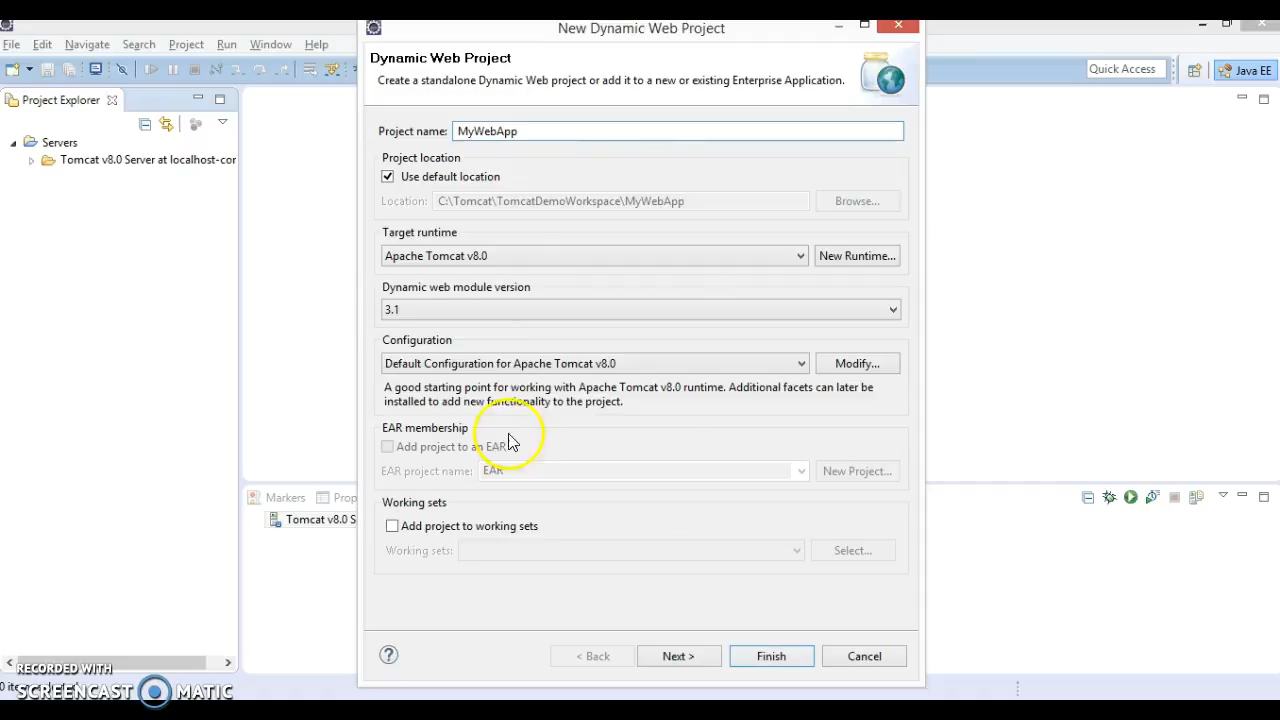 New Dynamic Web Project
File Edit Navigate Search Project Run Window Help
Quick Access
Java EE
Project Explorer
Servers
Tomcat v8.0 Server at localhost-cor
Dynamic Web Project
Create a standalone Dynamic Web project or add it to a new or existing Enterprise Application.
Project name: MyWebApp
Project location
Use default location
Location: C:\Tomcat\TomcatDemoWorkspace\MyWebApp Browse...
Target runtime
Apache Tomcat v8.0 New Runtime...
Dynamic web module version
3.1
Configuration
Default Configuration for Apache Tomcat v8.0 Modify...
A good starting point for working with Apache Tomcat v8.0 runtime. Additional facets can later be
installed to add new functionality to the project.
EAR membership
Add project to an EAR
EAR project name: EAR New Project...
Working sets
Add project to working sets
Working sets: Select...
< Back Next > Finish Cancel
Markers Prop
Tomcat v8.0 S
RECORDED WITH
SCREENCAST MATIC